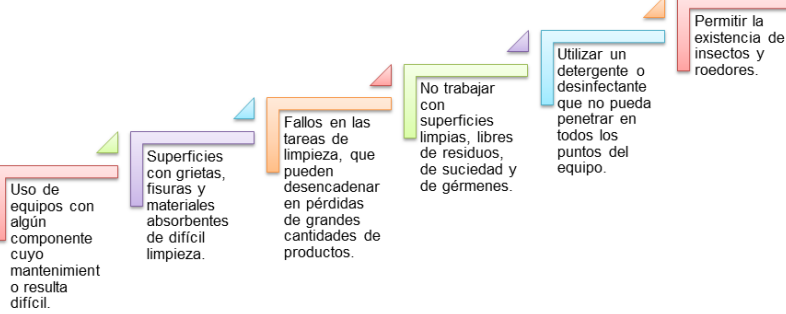 Uso de
equipos con
algún
componente
cuyo
mantenimient
o resulta
difícil.
Superficies
con grietas,
fisuras y
materiales
absorbentes
de difícil
limpieza.
Fallos en las
tareas de
limpieza, que
pueden
desencadenar
en pérdidas
de grandes
cantidades de
productos.
No trabajar
con
superficies
limpias, libres
de residuos,
de suciedad y
de gérmenes.
Utilizar un
detergente o
desinfectante
que no pueda
penetrar en
todos los
puntos del
equipo.
Permitir la
existencia de
insectos y
roedores.